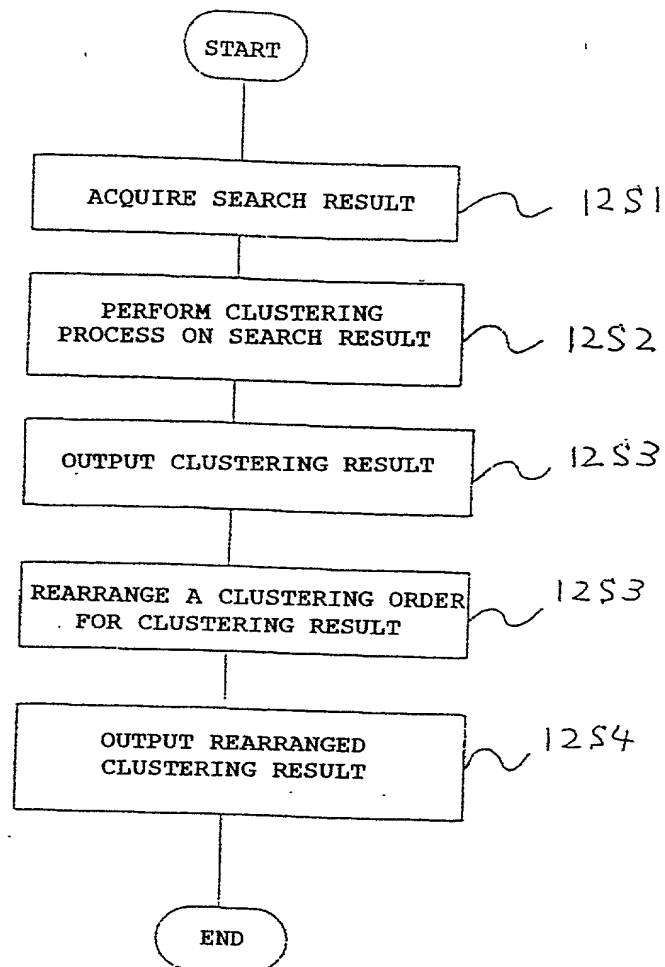 START
ACQUIRE SEARCH RESULT
12S1
PERFORM CLUSTERING
PROCESS ON SEARCH RESULT
12S2
OUTPUT CLUSTERING RESULT
12S3
REARRANGE A CLUSTERING ORDER
FOR CLUSTERING RESULT
12S3
OUTPUT REARRANGED
CLUSTERING RESULT
12S4
END